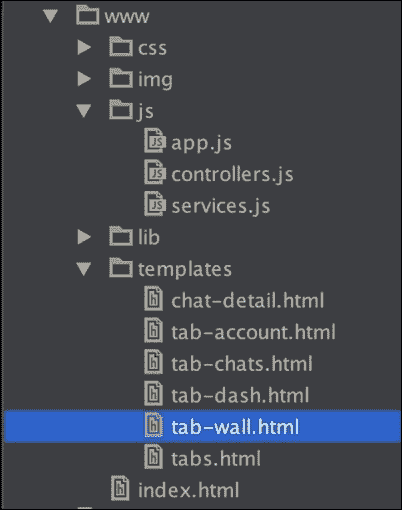 www
css
img
js
app.js
controllers.js
services.js
lib
templates
chat-detail.html
tab-account.html
tab-chats.html
tab-dash.html
tab-wall.html
tabs.html
index.html